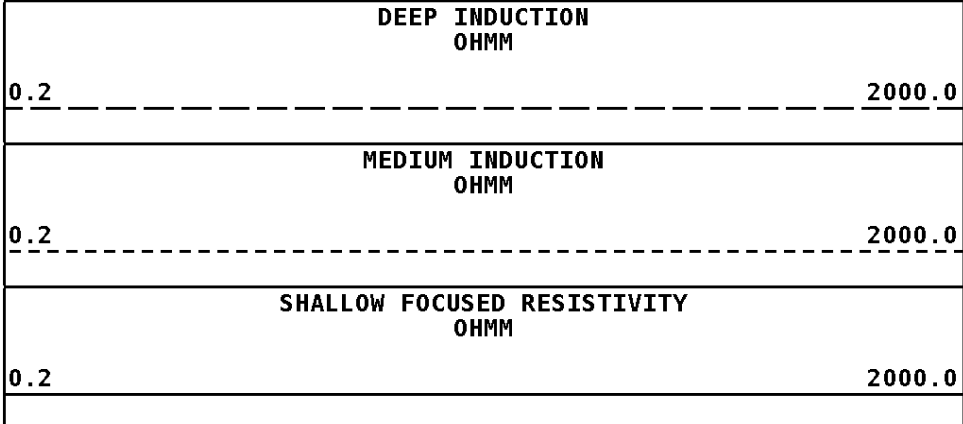 DEEP INDUCTION
OHMM
0.2 2000.0
MEDIUM INDUCTION
OHMM
0.2 2000.0
SHALLOW FOCUSED RESISTIVITY
OHMM
0.2 2000.0